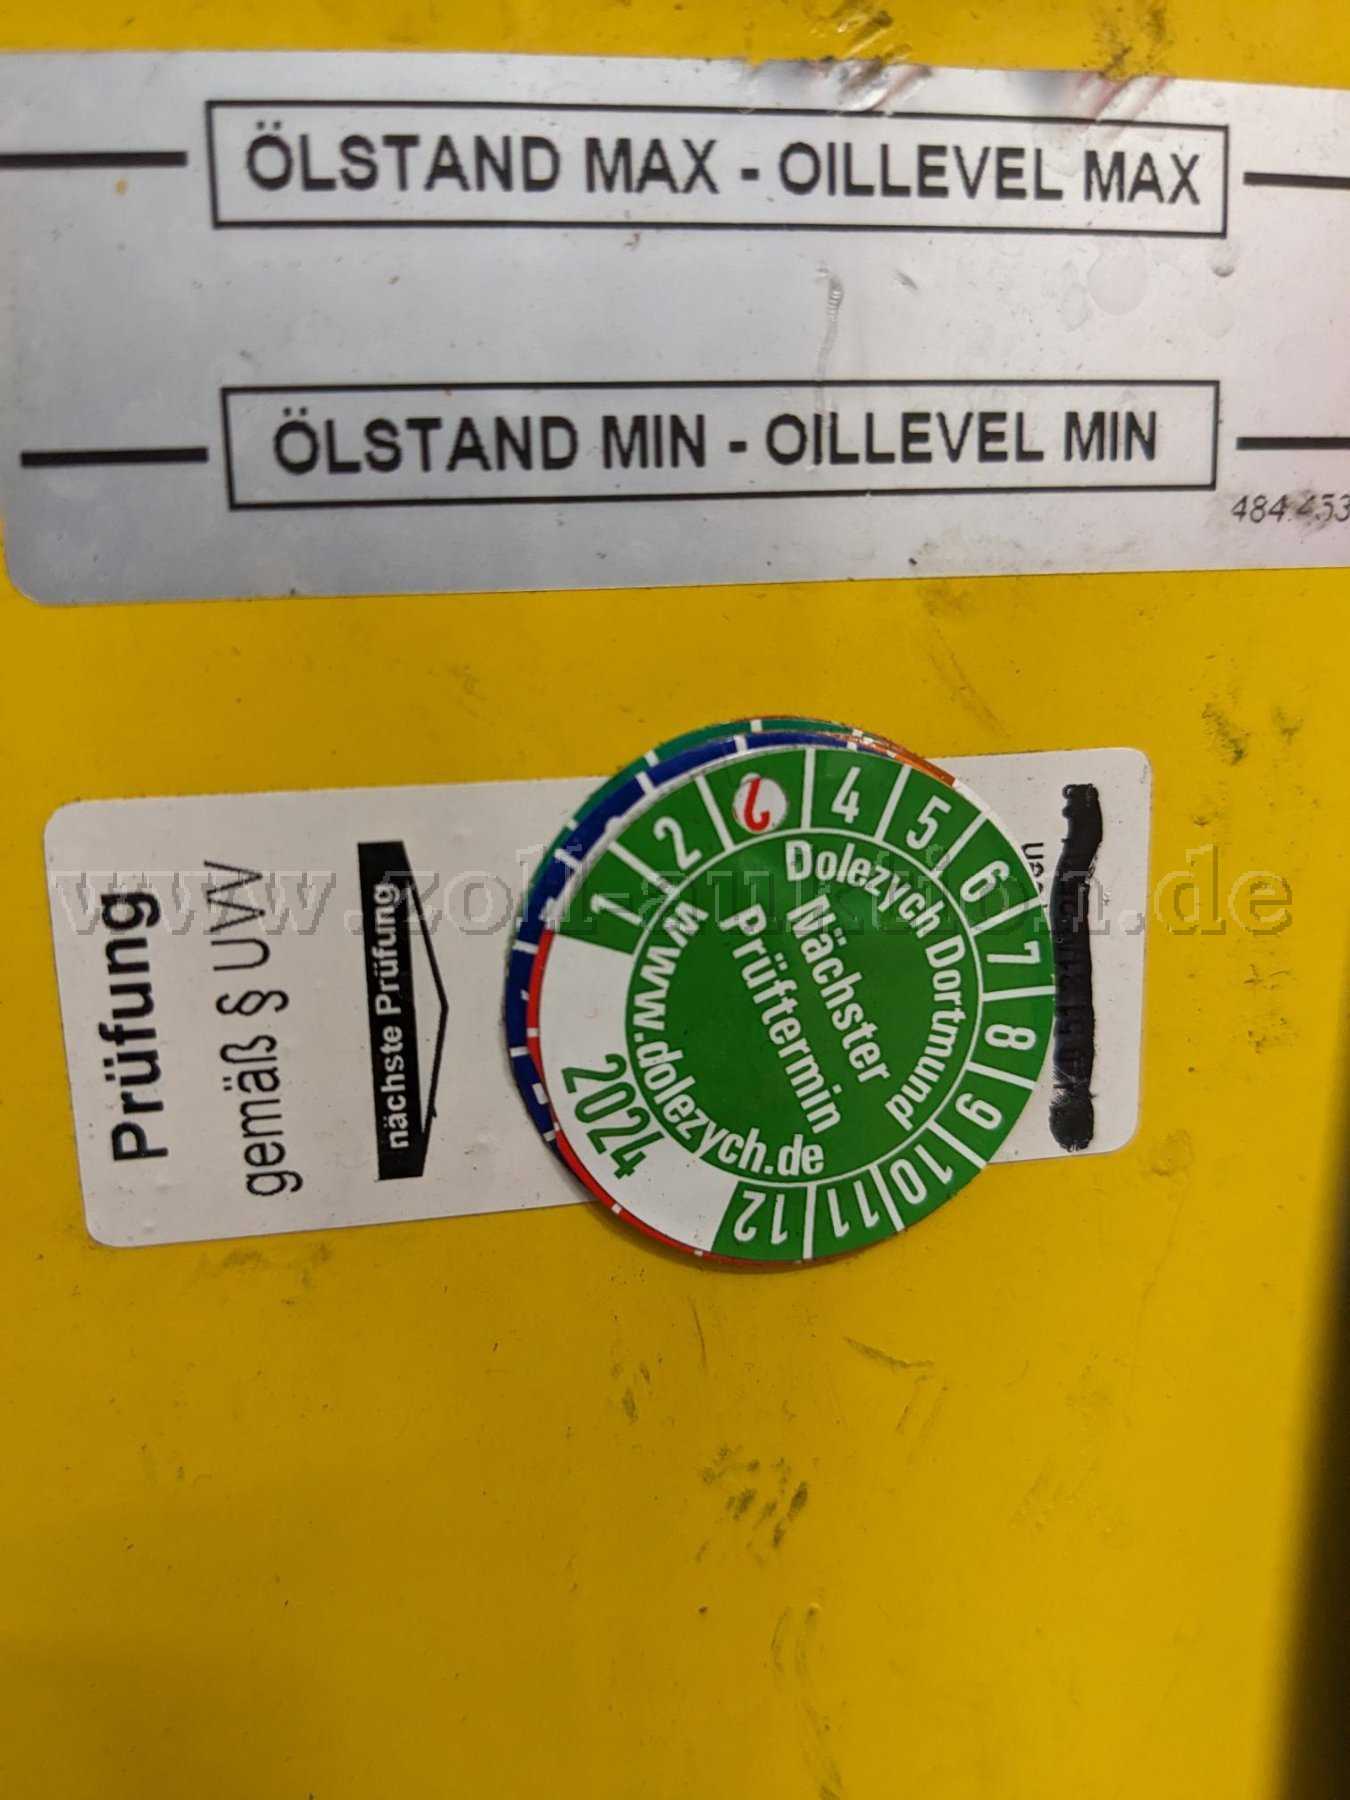 ÖLSTAND MAX - OILLEVEL MAX
ÖLSTAND MIN - OILLEVEL MIN
484.453
Prüfung
gemäß § UVV
nächste Prüfung
1 2 4 5 6 7 8 9 10 11 12
2024
Dolezych Dortmund
Nächster
Prüftermin
www.dolezych.de
www.zoll-auktion.de